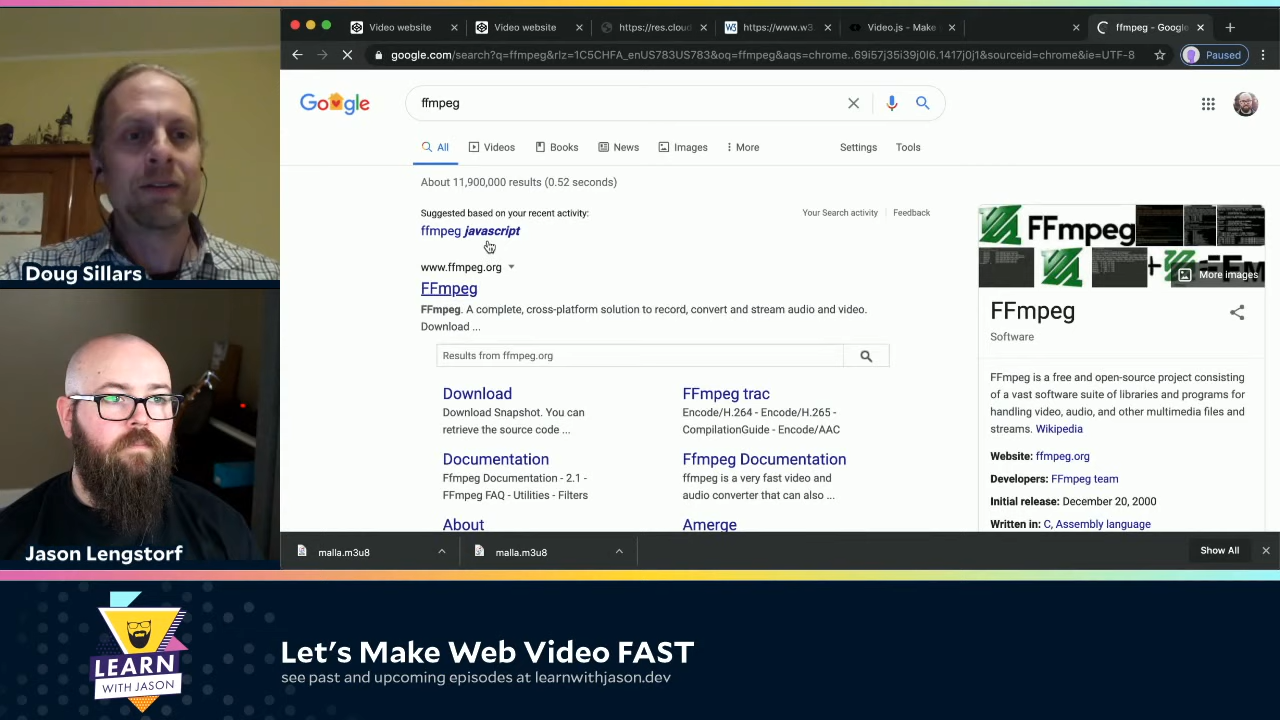 Video website
Video website
https://res.cloud
https://www.w3
Video.js - Make
ffmpeg - Google
google.com/search?q=ffmpeg&rlz=1C5CHFA_enUS783US783&oq=ffmpeg&aqs=chrome..69i57j35i39j0l6.1417j0j1&sourceid=chrome&ie=UTF-8
Paused
Google
ffmpeg
All
Videos
Books
News
Images
More
Settings
Tools
About 11,900,000 results (0.52 seconds)
Suggested based on your recent activity:
Your Search activity
Feedback
ffmpeg javascript
www.ffmpeg.org
FFmpeg
FFmpeg. A complete, cross-platform solution to record, convert and stream audio and video.
Download ...
Results from ffmpeg.org
Download
Download Snapshot. You can
retrieve the source code ...
FFmpeg trac
Encode/H.264 - Encode/H.265 -
CompilationGuide - Encode/AAC
Documentation
Ffmpeg Documentation - 2.1 -
FFmpeg FAQ - Utilities - Filters
Ffmpeg Documentation
ffmpeg is a very fast video and
audio converter that can also ...
About
Amerge
FFmpeg
More images
FFmpeg
Software
FFmpeg is a free and open-source project consisting
of a vast software suite of libraries and programs for
handling video, audio, and other multimedia files and
streams. Wikipedia
Website: ffmpeg.org
Developers: FFmpeg team
Initial release: December 20, 2000
Written in: C, Assembly language
malla.m3u8
malla.m3u8
Show All
Doug Sillars
Jason Lengstorf
LEARN
WITH JASON
Let's Make Web Video FAST
see past and upcoming episodes at learnwithjason.dev